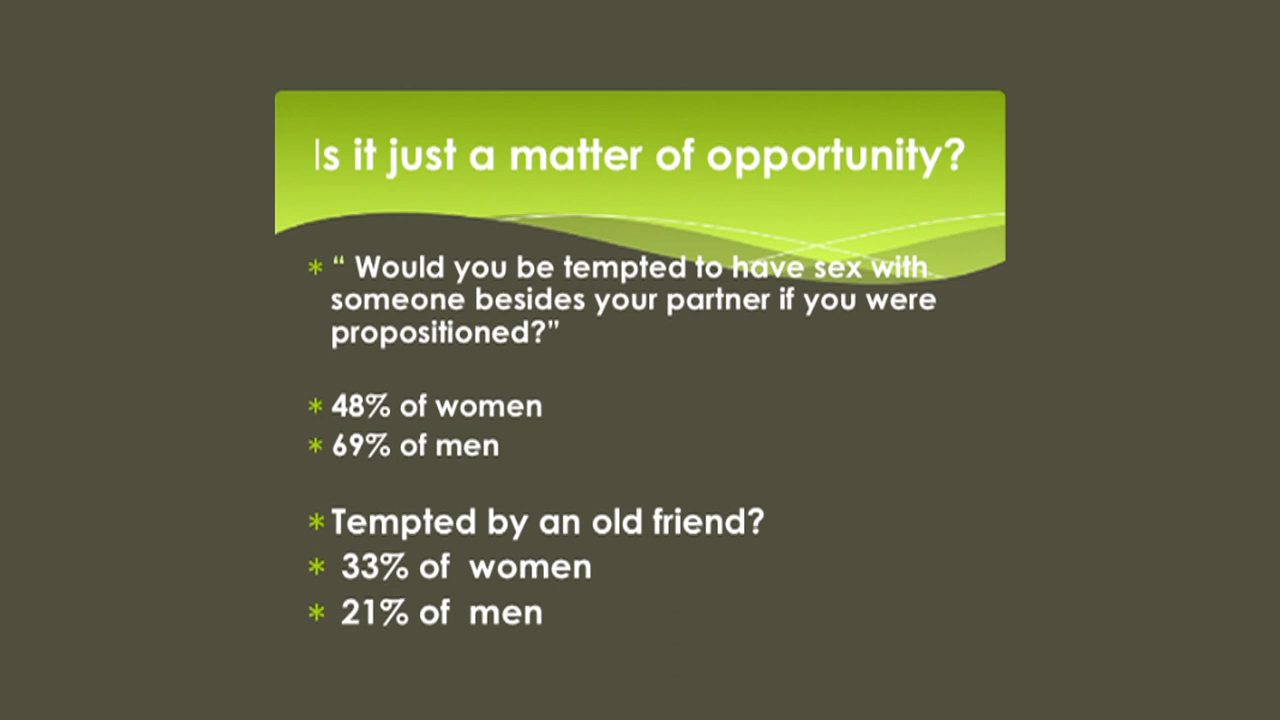 Is it just a matter of opportunity?
* “ Would you be tempted to have sex with
someone besides your partner if you were
propositioned?”
* 48% of women
* 69% of men
* Tempted by an old friend?
* 33% of  women
* 21% of  men